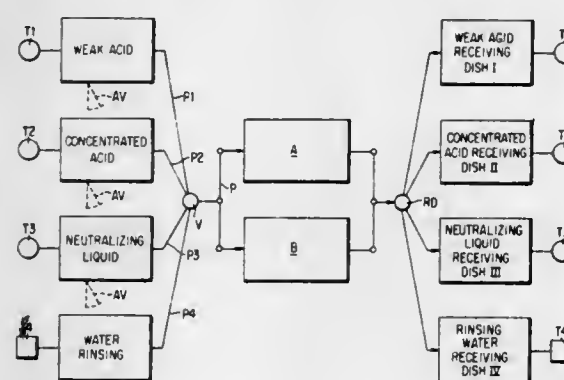 T1
WEAK ACID
AV
P1
T2
CONCENTRATED
ACID
AV
P2
T3
NEUTRALIZING
LIQUID
AV
P3
WATER
RINSING
P4
V
P
A
B
RD
WEAK AGID
RECEIVING
DISH I
CONCENTRATED
ACID RECEIVING
DISH II
NEUTRALIZING
LIQUID
RECEIVING
DISH III
RINSING
WATER
RECEIVING
DISH IV
T4